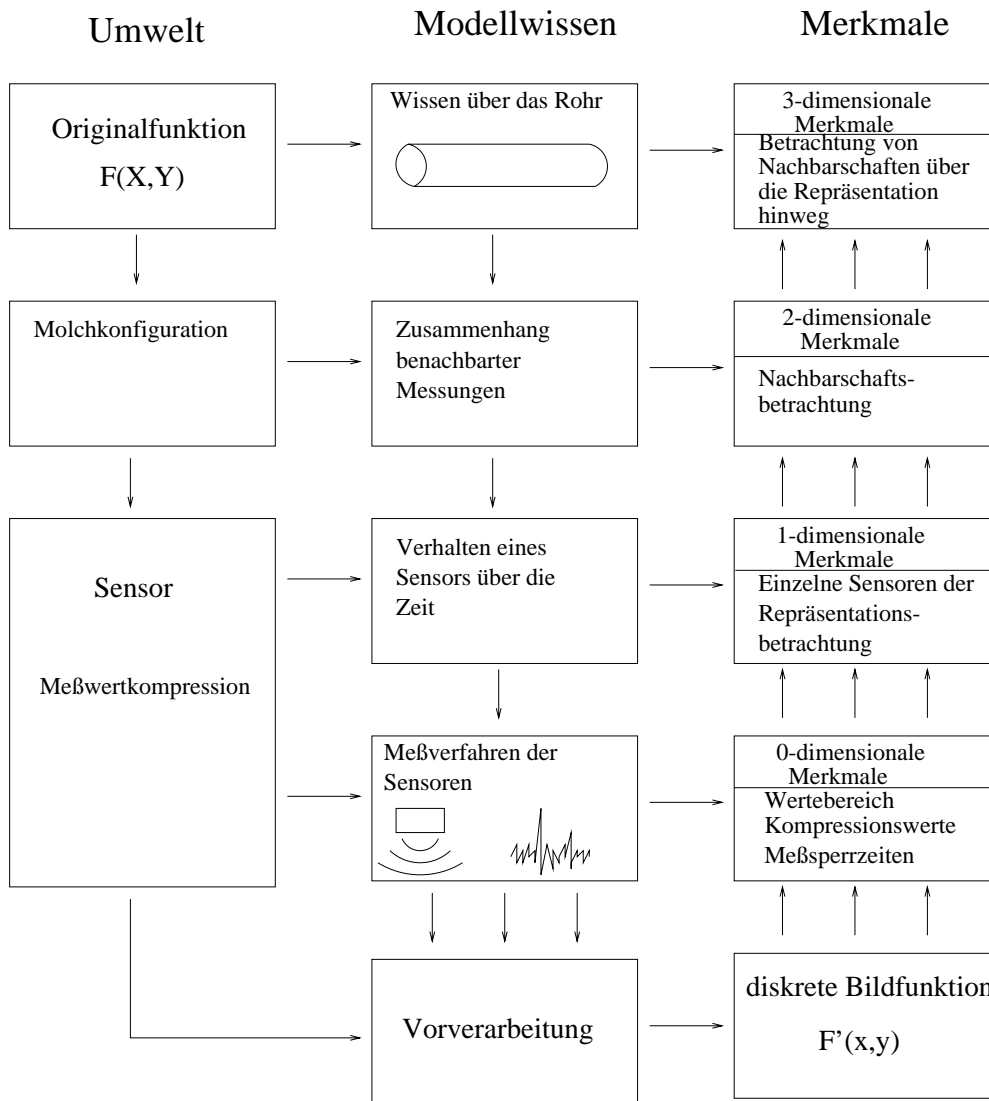 Umwelt
Modellwissen
Merkmale
Originalfunktion
F(X,Y)
Wissen über das Rohr
3-dimensionale
Merkmale
Betrachtung von
Nachbarschaften über
die Repräsentation
hinweg
Molchkonfiguration
Zusammenhang
benachbarter
Messungen
2-dimensionale
Merkmale
Nachbarschafts-
betrachtung
Sensor
Meßwertkompression
Verhalten eines
Sensors über die
Zeit
1-dimensionale
Merkmale
Einzelne Sensoren der
Repräsentations-
betrachtung
Meßverfahren der
Sensoren
0-dimensionale
Merkmale
Wertebereich
Kompressionswerte
Meßsperrzeiten
Vorverarbeitung
diskrete Bildfunktion
F'(x,y)